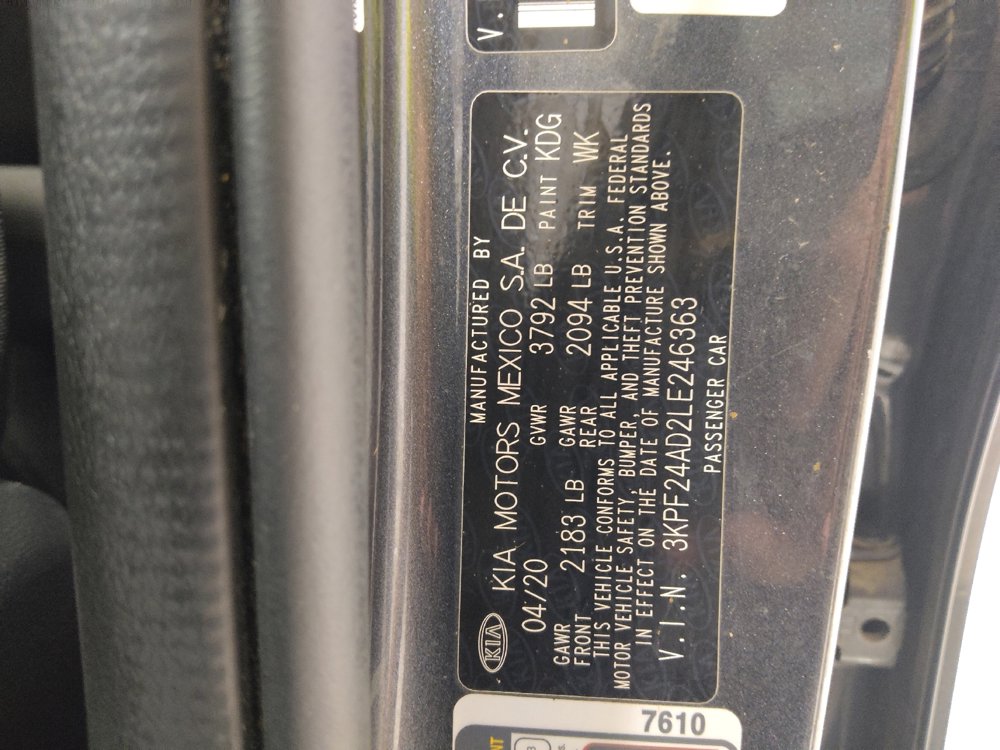 V.
MANUFACTURED BY
KIA KIA MOTORS MEXICO S.A. DE C.V.
04/20 GVWR 3792 LB PAINT KDG
GAWR FRONT 2183 LB GAWR REAR 2094 LB TRIM WK
THIS VEHICLE CONFORMS TO ALL APPLICABLE U.S.A. FEDERAL
MOTOR VEHICLE SAFETY, BUMPER, AND THEFT PREVENTION STANDARDS
IN EFFECT ON THE DATE OF MANUFACTURE SHOWN ABOVE.
V.I.N. 3KPF24AD2LE246363
PASSENGER CAR
7610